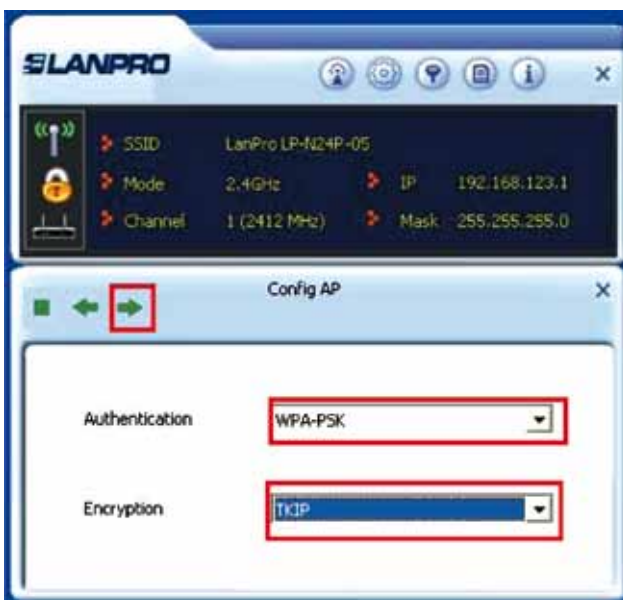 LANPRO
SSID LanPro LP-N24P-05
Mode 2.4GHz IP 192.168.123.1
Channel 1 (2412 MHz) Mask 255.255.255.0
Config AP
Authentication WPA-PSK
Encryption TKIP